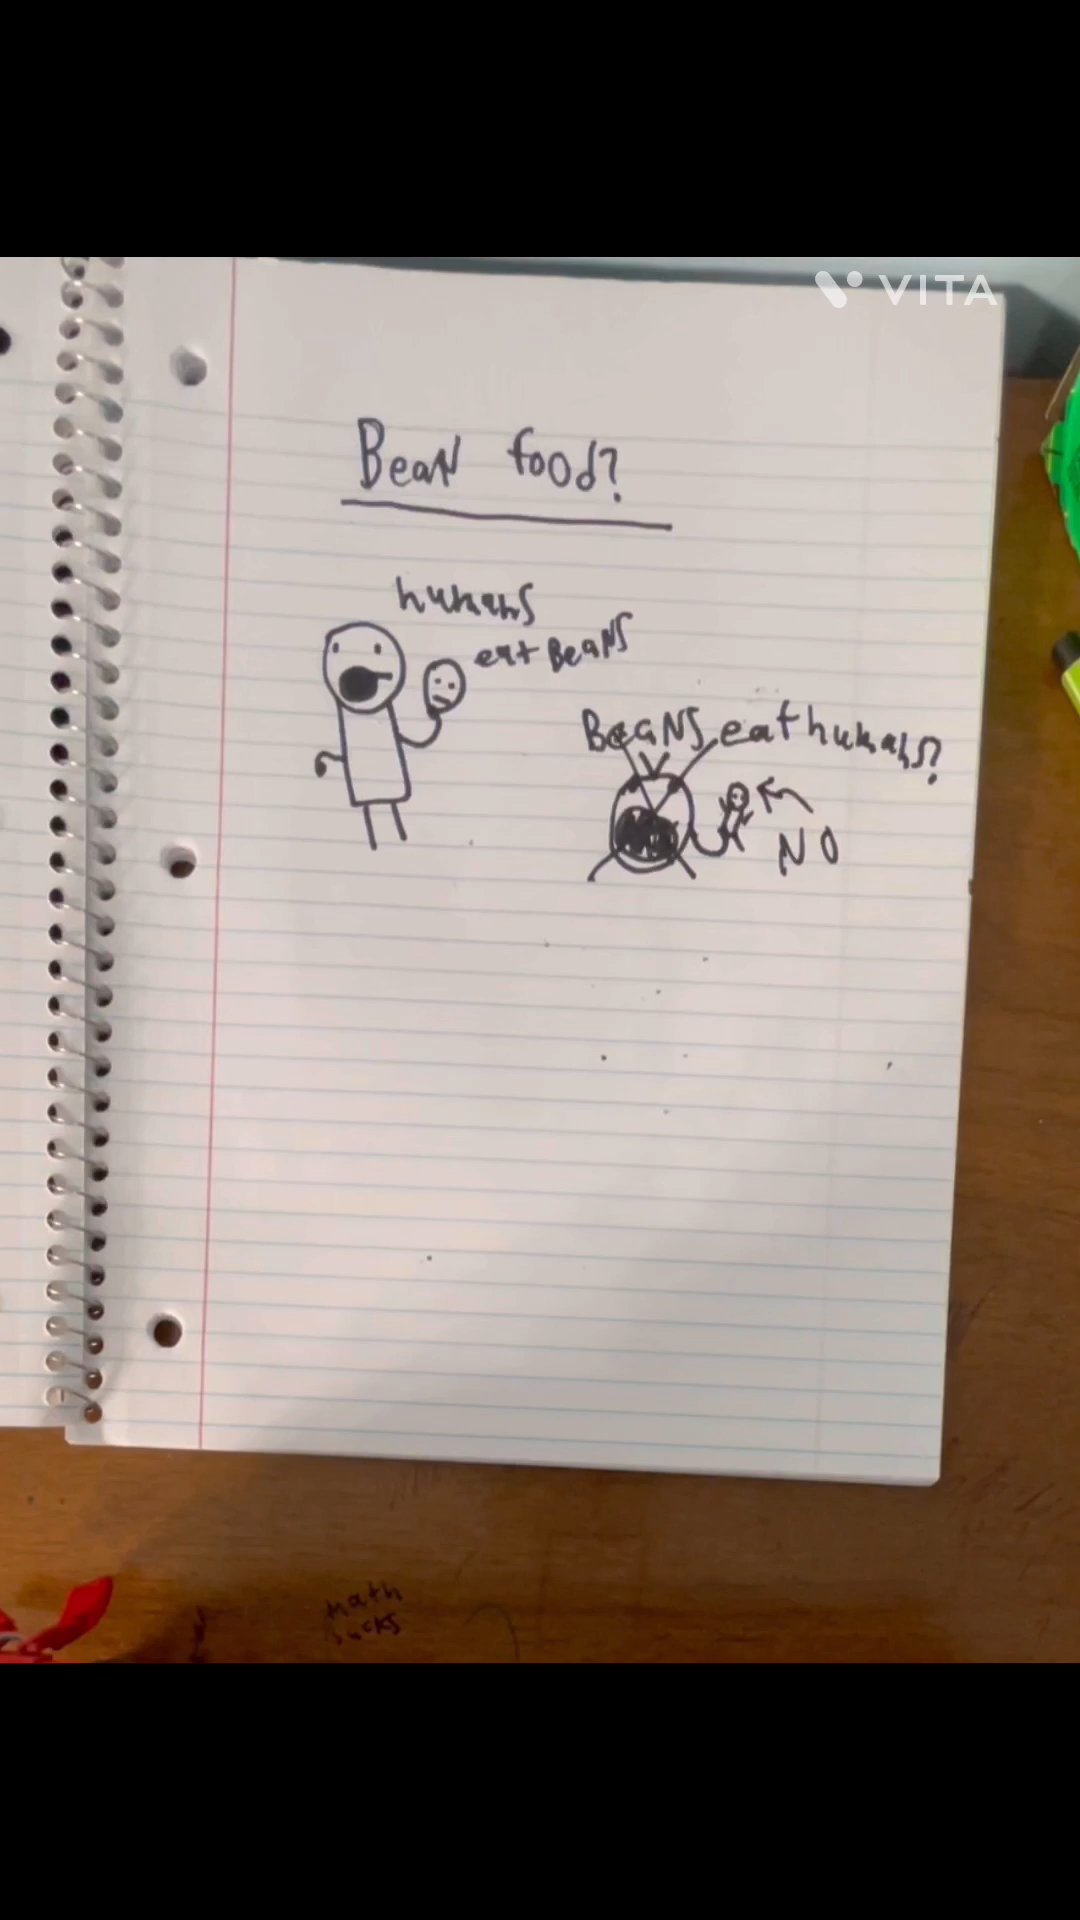 VITA
BeaN food?
humans
eat BeaNS
BeaNS eat humans?
NO
math
sucks